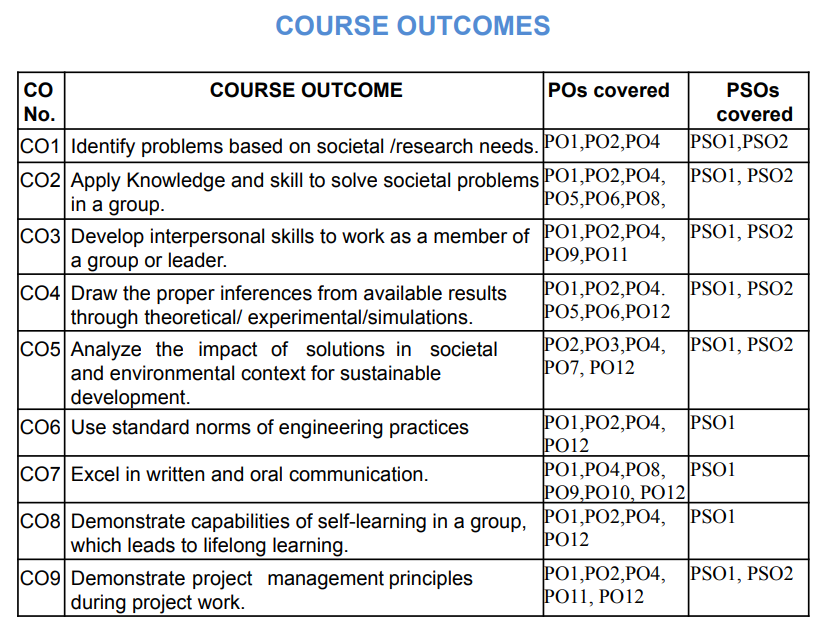 COURSE OUTCOMES
CO No. COURSE OUTCOME POs covered PSOs covered
CO1 Identify problems based on societal /research needs. PO1,PO2,PO4 PSO1,PSO2
CO2 Apply Knowledge and skill to solve societal problems PO1,PO2,PO4, PSO1, PSO2
in a group. PO5,PO6,PO8,
CO3 Develop interpersonal skills to work as a member of PO1,PO2,PO4, PSO1, PSO2
a group or leader. PO9,PO11
CO4 Draw the proper inferences from available results PO1,PO2,PO4. PSO1, PSO2
through theoretical/ experimental/simulations. PO5,PO6,PO12
CO5 Analyze the impact of solutions in societal PO2,PO3,PO4, PSO1, PSO2
and environmental context for sustainable PO7, PO12
development.
CO6 Use standard norms of engineering practices PO1,PO2,PO4, PSO1
PO12
CO7 Excel in written and oral communication. PO1,PO4,PO8, PSO1
PO9,PO10, PO12
CO8 Demonstrate capabilities of self-learning in a group, PO1,PO2,PO4, PSO1
which leads to lifelong learning. PO12
CO9 Demonstrate project management principles PO1,PO2,PO4, PSO1, PSO2
during project work. PO11, PO12